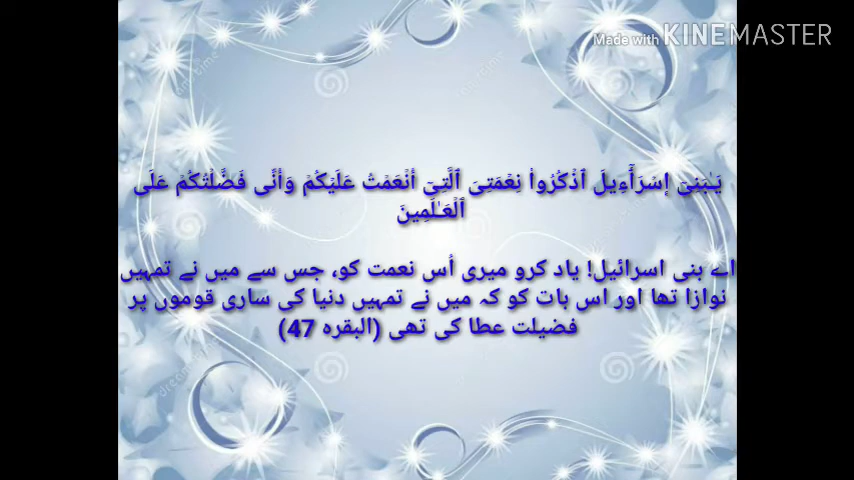 Made with KINEMASTER
يَـٰبَنِىٓ إِسْرَٰٓءِيلَ ٱذْكُرُوا۟ نِعْمَتِىَ ٱلَّتِىٓ أَنْعَمْتُ عَلَيْكُمْ وَأَنِّى فَضَّلْتُكُمْ عَلَى
ٱلْعَـٰلَمِينَ
اے بنی اسرائیل! یاد کرو میری اُس نعمت کو، جس سے میں نے تمہیں
نوازا تھا اور اس بات کو کہ میں نے تمہیں دنیا کی ساری قوموں پر
فضیلت عطا کی تھی (البقرہ 47)